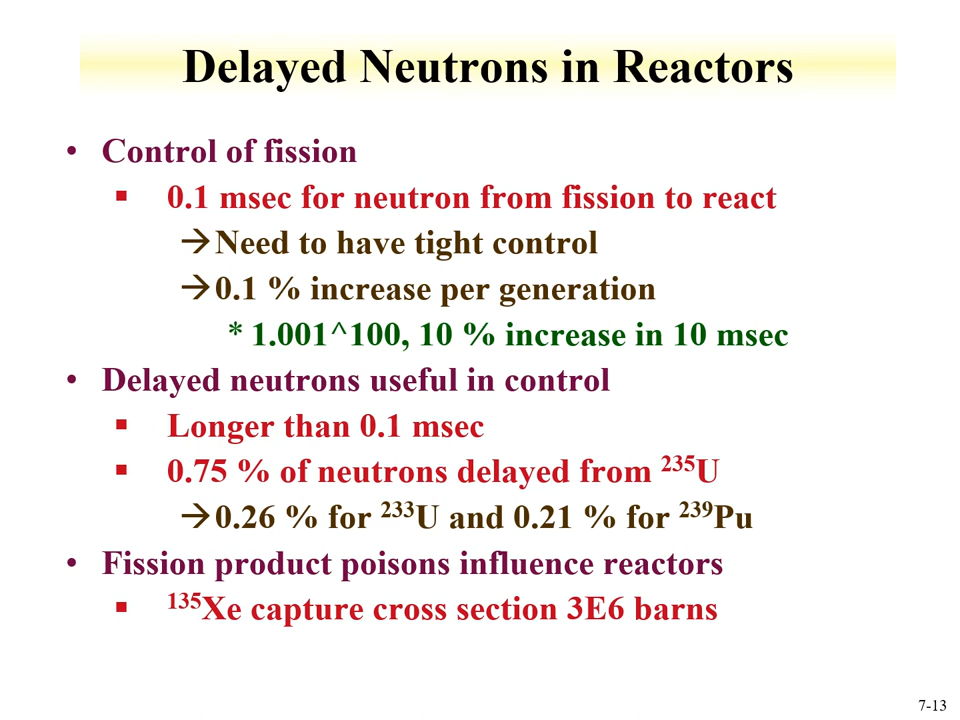 Delayed Neutrons in Reactors
• Control of fission
▪ 0.1 msec for neutron from fission to react
→Need to have tight control
→0.1 % increase per generation
* 1.001^100, 10 % increase in 10 msec
• Delayed neutrons useful in control
▪ Longer than 0.1 msec
▪ 0.75 % of neutrons delayed from ²³⁵U
→0.26 % for ²³³U and 0.21 % for ²³⁹Pu
• Fission product poisons influence reactors
▪ ¹³⁵Xe capture cross section 3E6 barns
7-13